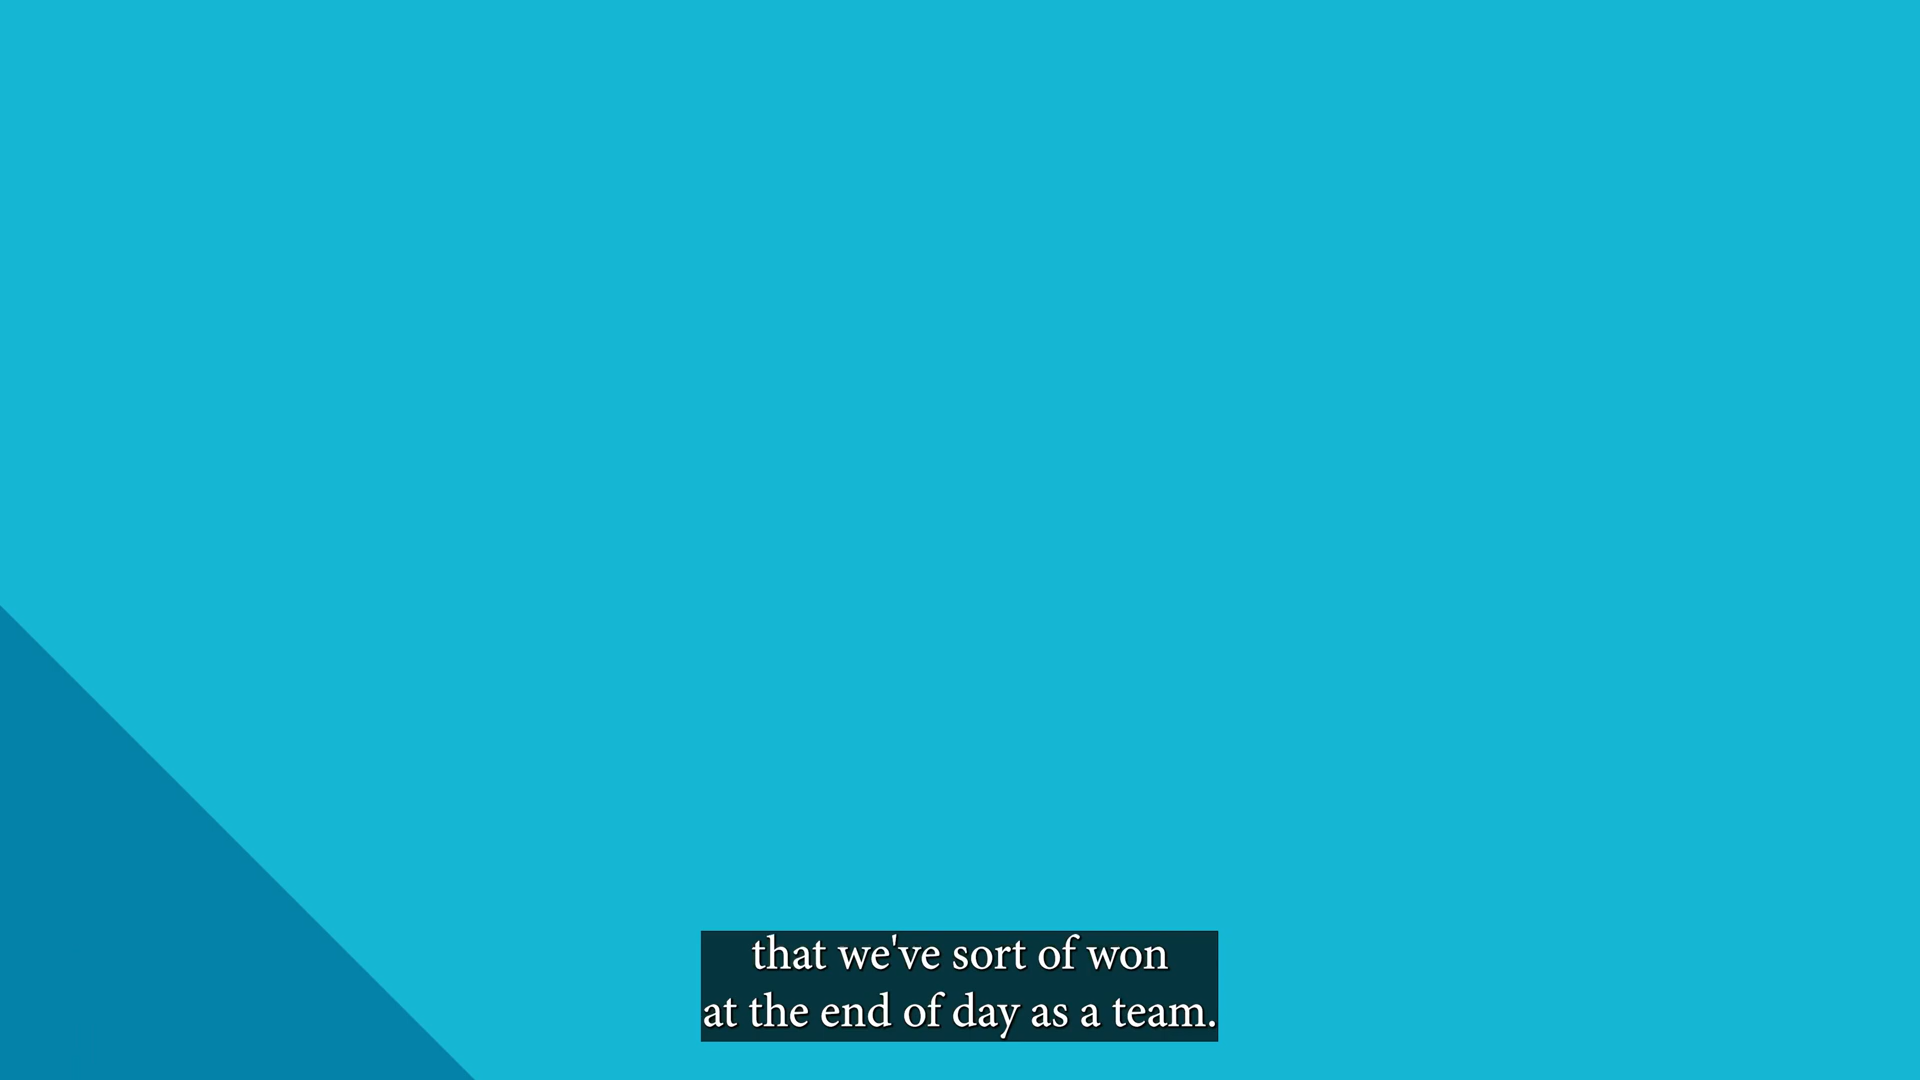 that we've sort of won
at the end of day as a team.